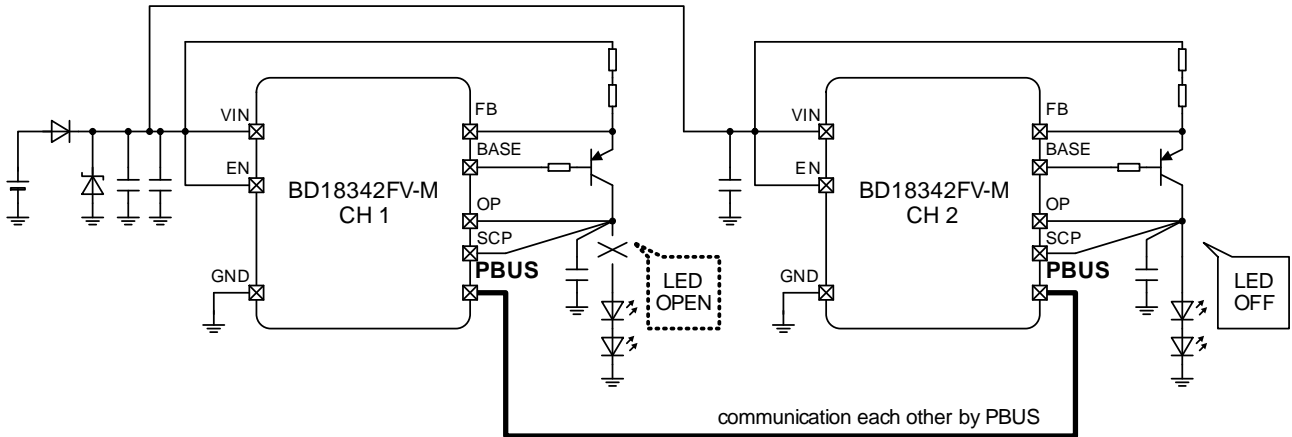 VIN
EN
GND
BD18342FV-M
CH 1
FB
BASE
OP
SCP
PBUS
LED
OPEN
VIN
EN
GND
BD18342FV-M
CH 2
FB
BASE
OP
SCP
PBUS
LED
OFF
communication each other by PBUS